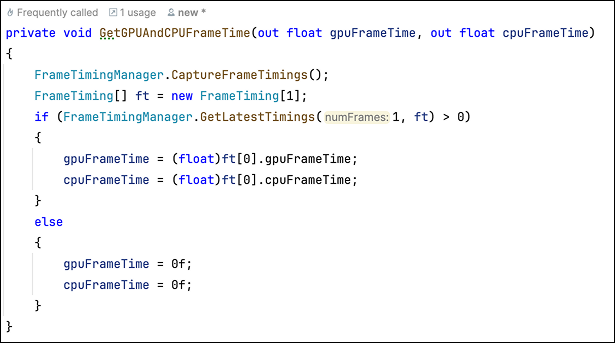 Frequently called 1 usage new *
private void GetGPUAndCPUFrameTime(out float gpuFrameTime, out float cpuFrameTime)
{
    FrameTimingManager.CaptureFrameTimings();
    FrameTiming[] ft = new FrameTiming[1];
    if (FrameTimingManager.GetLatestTimings( numFrames: 1, ft) > 0)
    {
        gpuFrameTime = (float)ft[0].gpuFrameTime;
        cpuFrameTime = (float)ft[0].cpuFrameTime;
    }
    else
    {
        gpuFrameTime = 0f;
        cpuFrameTime = 0f;
    }
}